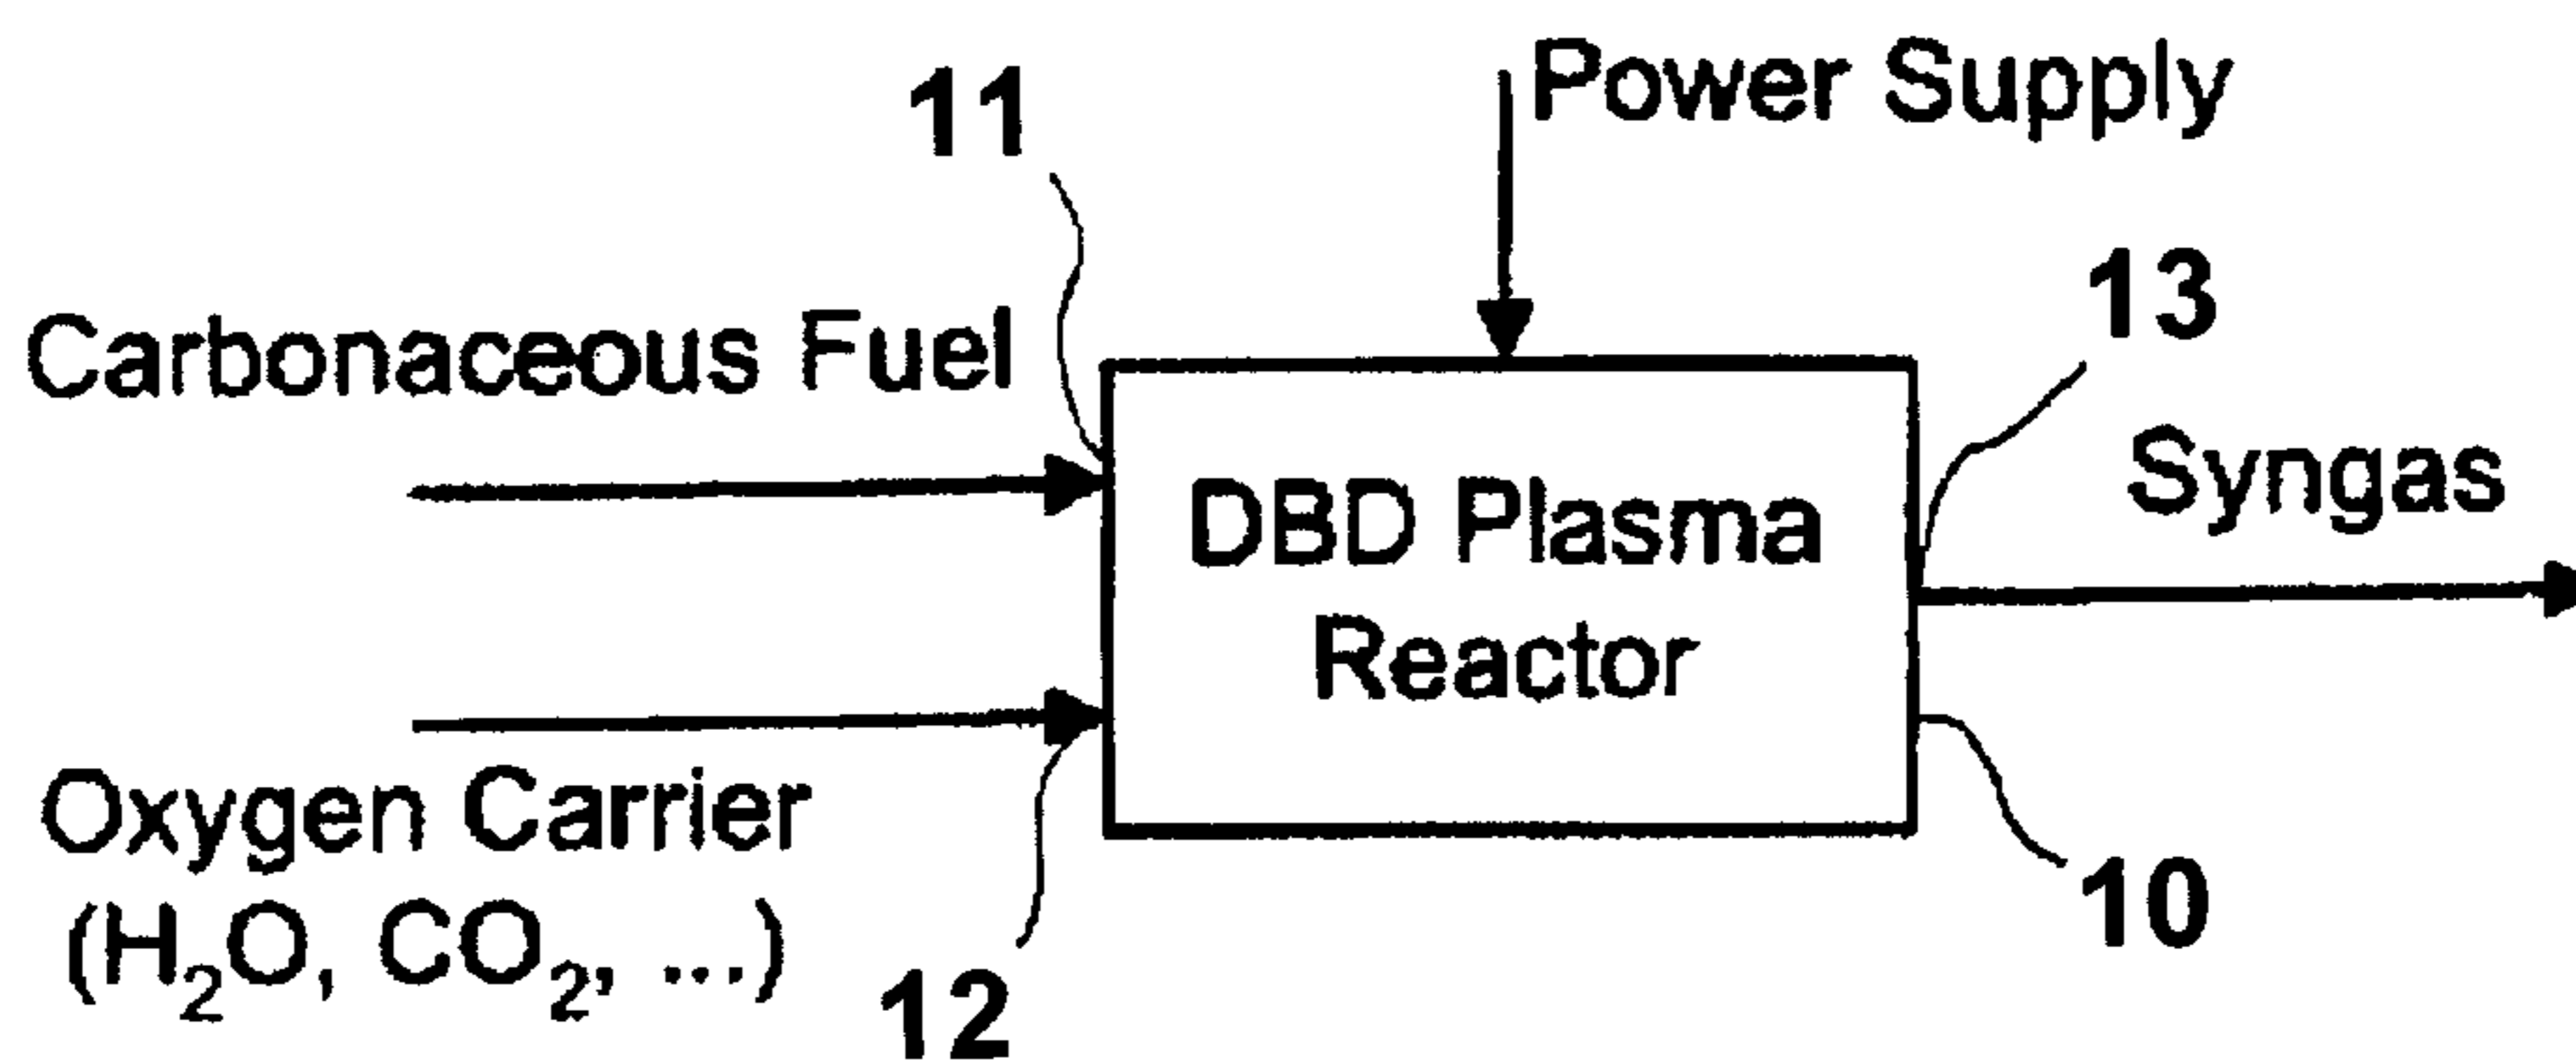 11
Power Supply
13
Carbonaceous Fuel
DBD Plasma
Reactor
Syngas
Oxygen Carrier
(H₂O, CO₂, ...)
12
10